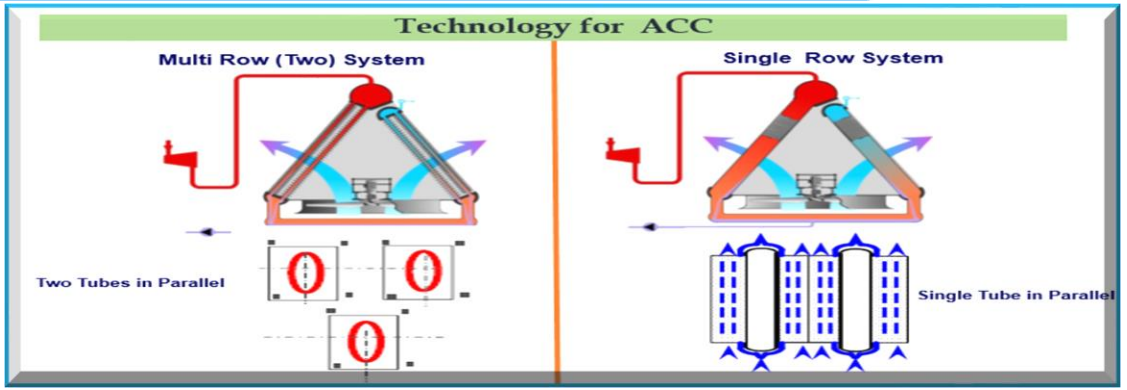 Technology for ACC
Multi Row (Two) System
Single Row System
Two Tubes in Parallel
Single Tube in Parallel